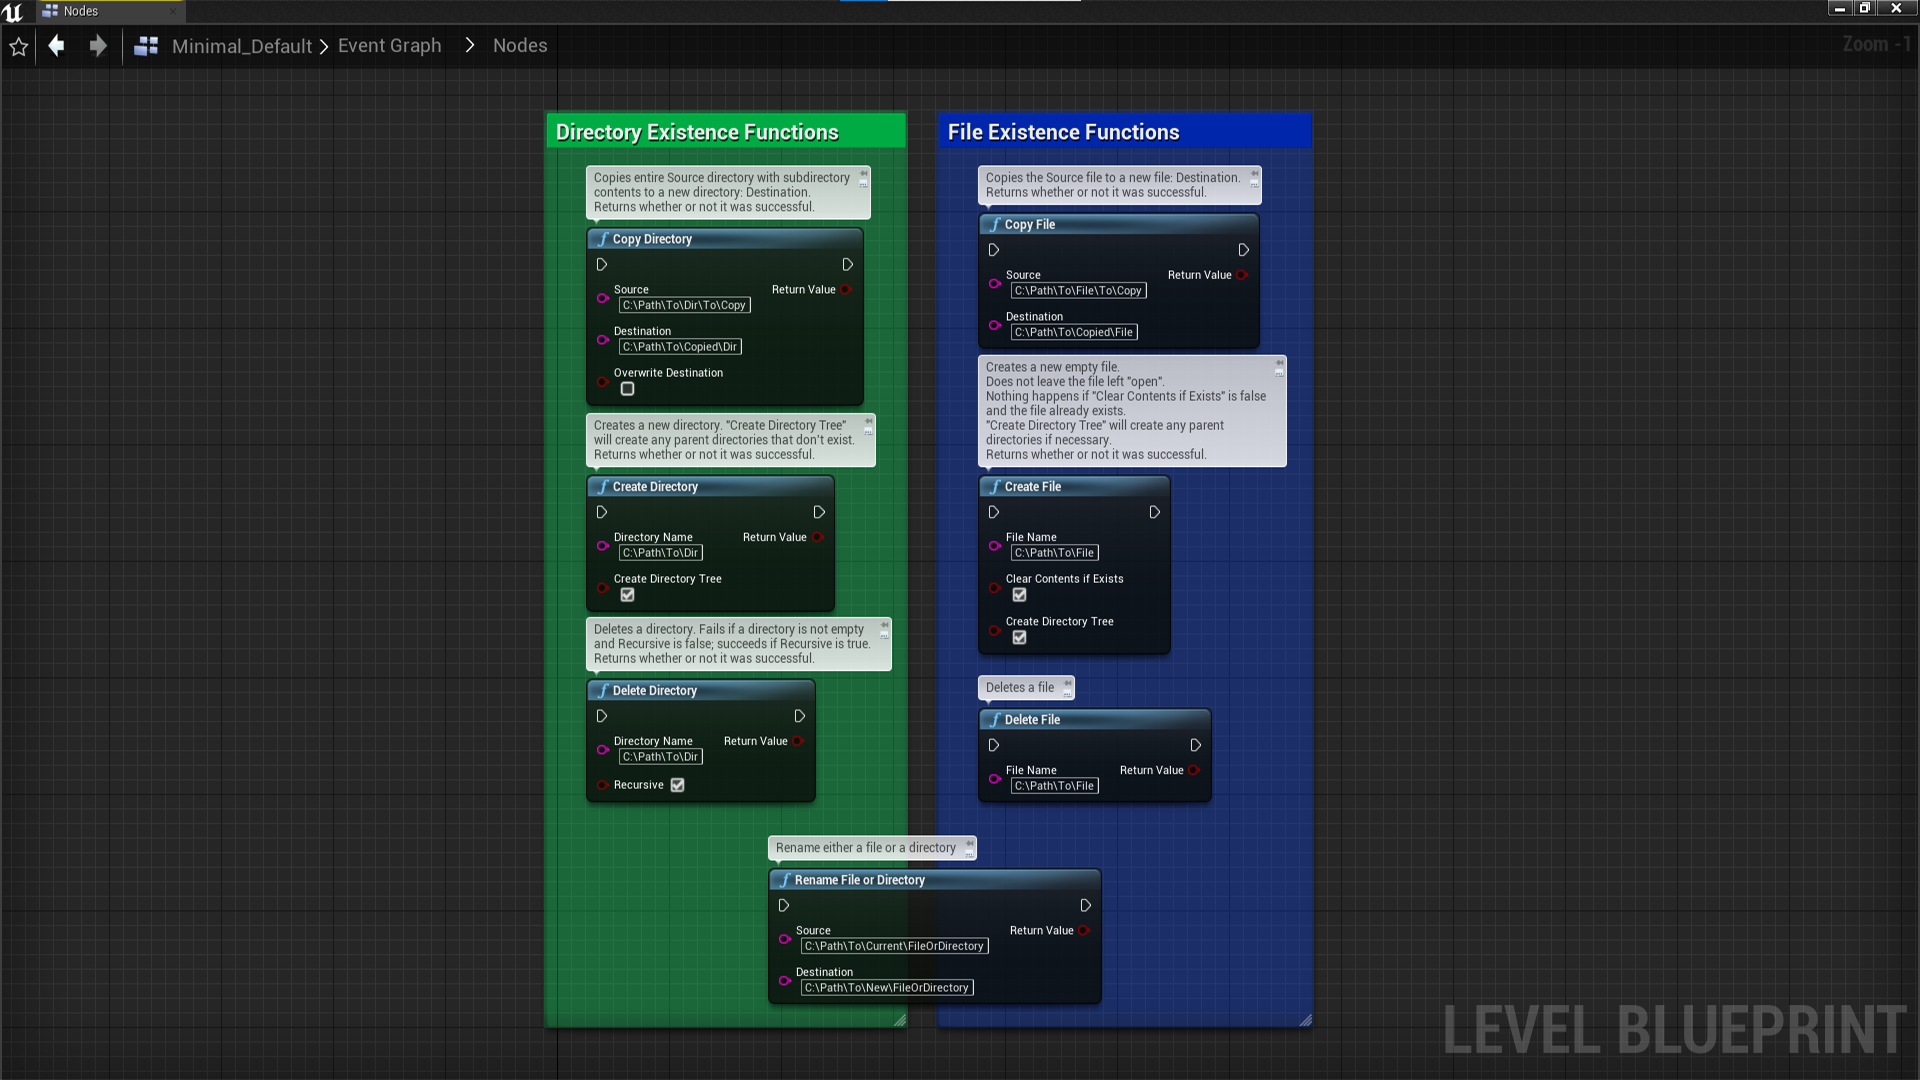 Nodes
Minimal_Default > Event Graph > Nodes
Zoom -1
Directory Existence Functions
Copies entire Source directory with subdirectory
contents to a new directory: Destination.
Returns whether or not it was successful.
Copy Directory
Source
Return Value
C:\Path\To\Dir\To\Copy
Destination
C:\Path\To\Copied\Dir
Overwrite Destination
Creates a new directory. "Create Directory Tree"
will create any parent directories that don't exist.
Returns whether or not it was successful.
Create Directory
Directory Name
Return Value
C:\Path\To\Dir
Create Directory Tree
Deletes a directory. Fails if a directory is not empty
and Recursive is false; succeeds if Recursive is true.
Returns whether or not it was successful.
Delete Directory
Directory Name
Return Value
C:\Path\To\Dir
Recursive
File Existence Functions
Copies the Source file to a new file: Destination.
Returns whether or not it was successful.
Copy File
Source
Return Value
C:\Path\To\File\To\Copy
Destination
C:\Path\To\Copied\File
Creates a new empty file.
Does not leave the file left "open".
Nothing happens if "Clear Contents if Exists" is false
and the file already exists.
"Create Directory Tree" will create any parent
directories if necessary.
Returns whether or not it was successful.
Create File
File Name
C:\Path\To\File
Clear Contents if Exists
Create Directory Tree
Deletes a file
Delete File
File Name
Return Value
C:\Path\To\File
Rename either a file or a directory
Rename File or Directory
Source
Return Value
C:\Path\To\Current\FileOrDirectory
Destination
C:\Path\To\New\FileOrDirectory
LEVEL BLUEPRINT